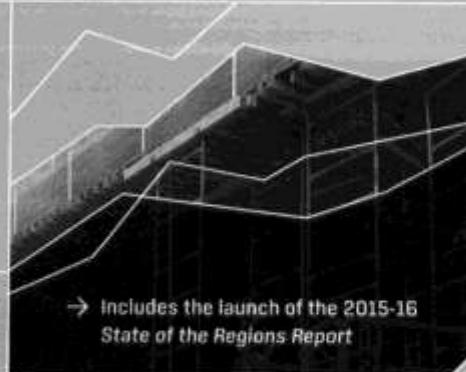 → Includes the launch of the 2015-16
State of the Regions Report